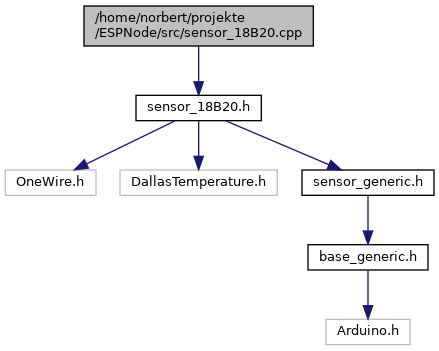 /home/norbert/projekte
/ESPNode/src/sensor_18B20.cpp
sensor_18B20.h
OneWire.h
DallasTemperature.h
sensor_generic.h
base_generic.h
Arduino.h